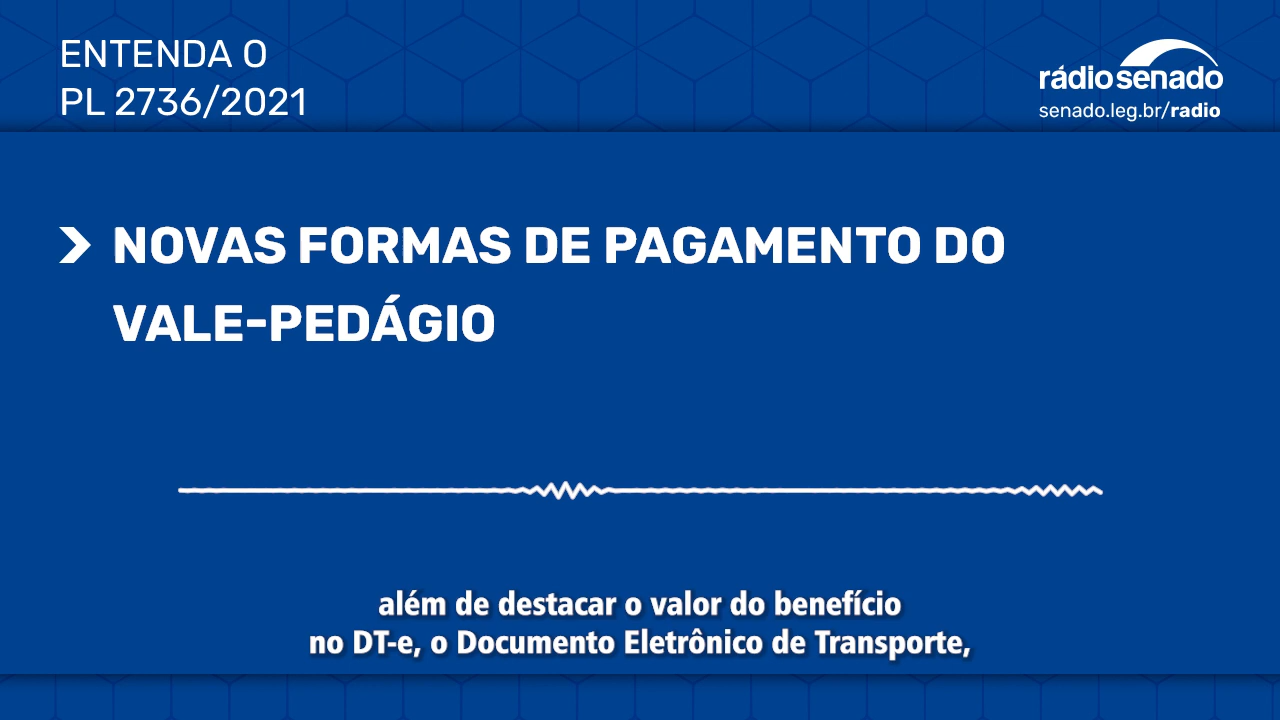 ENTENDA O
PL 2736/2021
rádio senado
senado.leg.br/radio
NOVAS FORMAS DE PAGAMENTO DO
VALE-PEDÁGIO
além de destacar o valor do benefício
no DT-e, o Documento Eletrônico de Transporte,